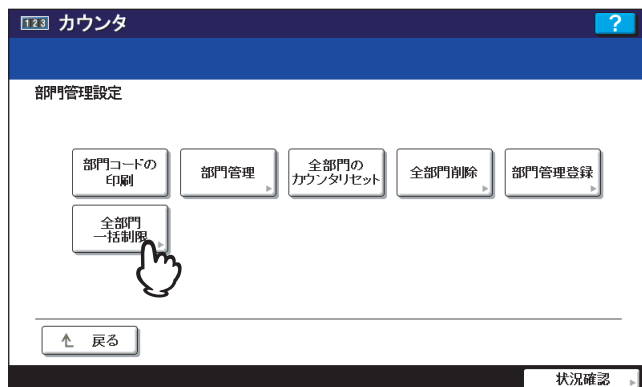 123 カウンタ ?
部門管理設定
部門コードの
印刷
部門管理
全部門の
カウンタリセット
全部門削除
部門管理登録
全部門
一括制限
戻る
状況確認